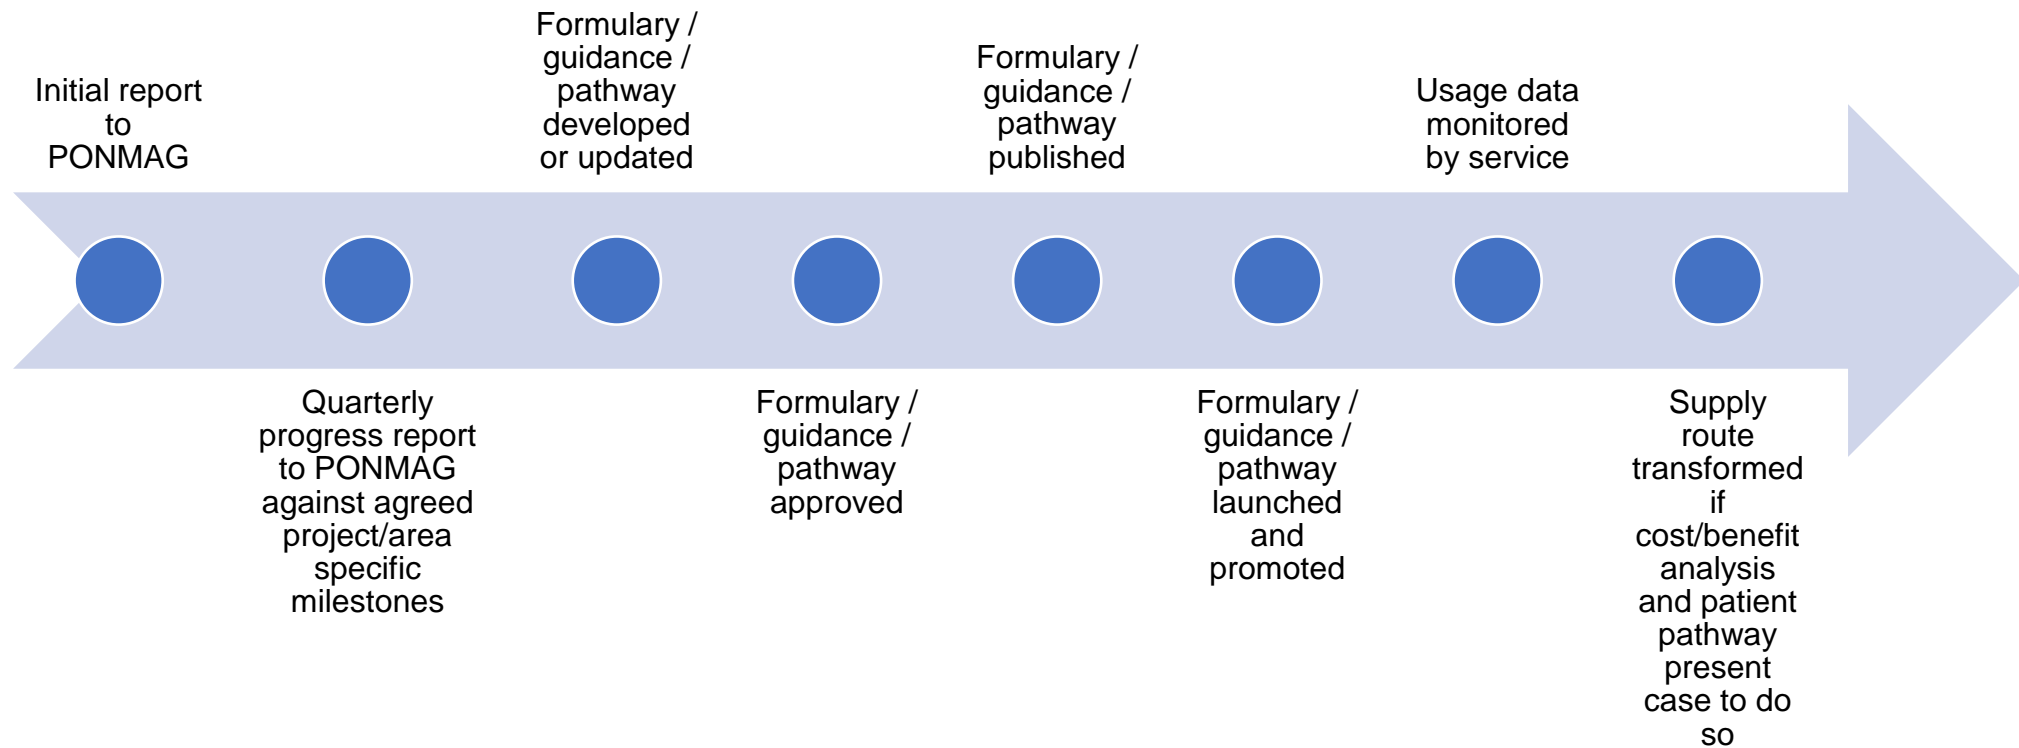 Initial report
to
PONMAG
Quarterly
progress report
to PONMAG
against agreed
project/area
specific
milestones
Formulary /
guidance /
pathway
developed
or updated
Formulary /
guidance /
pathway
approved
Formulary /
guidance /
pathway
published
Formulary /
guidance /
pathway
launched
and
promoted
Usage data
monitored
by service
Supply
route
transformed
if
cost/benefit
analysis
and patient
pathway
present
case to do
so